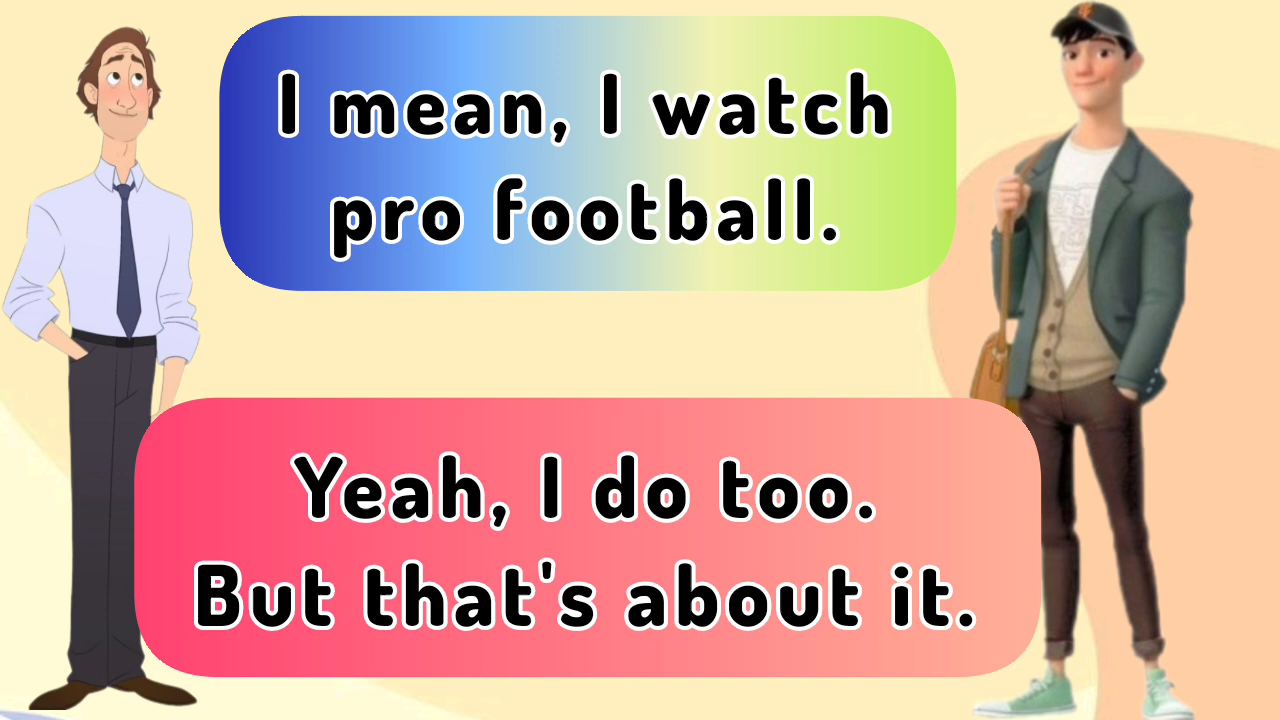 I mean, I watch
pro football.
Yeah, I do too.
But that's about it.